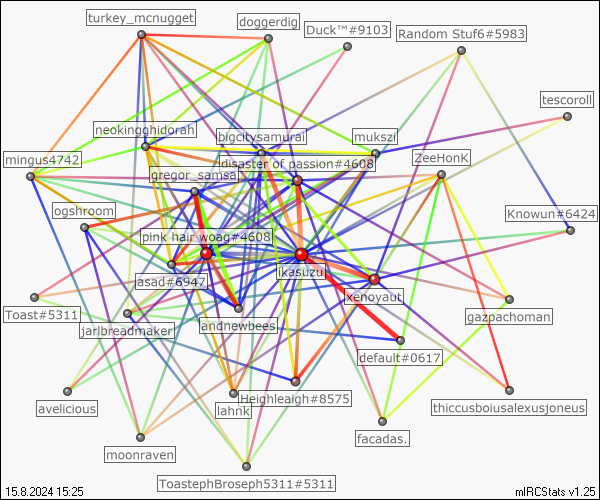 turkey_mcnugget
doggerdig
Duck™#9103
Random Stuf6#5983
tescoroll
neokingghidorah
bigcitysamurai
mukszi
mingus4742
disaster of passion#4608
ZeeHonK
gregor_samsa
ogshroom
Knowun#6424
pink hair woag#4608
ikasuzu
asad#6947
xenoyaut
Toast#5311
gazpachoman
jarlbreadmaker
andnewbees
default#0617
avelicious
lahnk
Heighleaigh#8575
thiccusboiusalexusjoneus
facadas.
moonraven
ToastephBroseph5311#5311
15.8.2024 15:25
mIRCStats v1.25